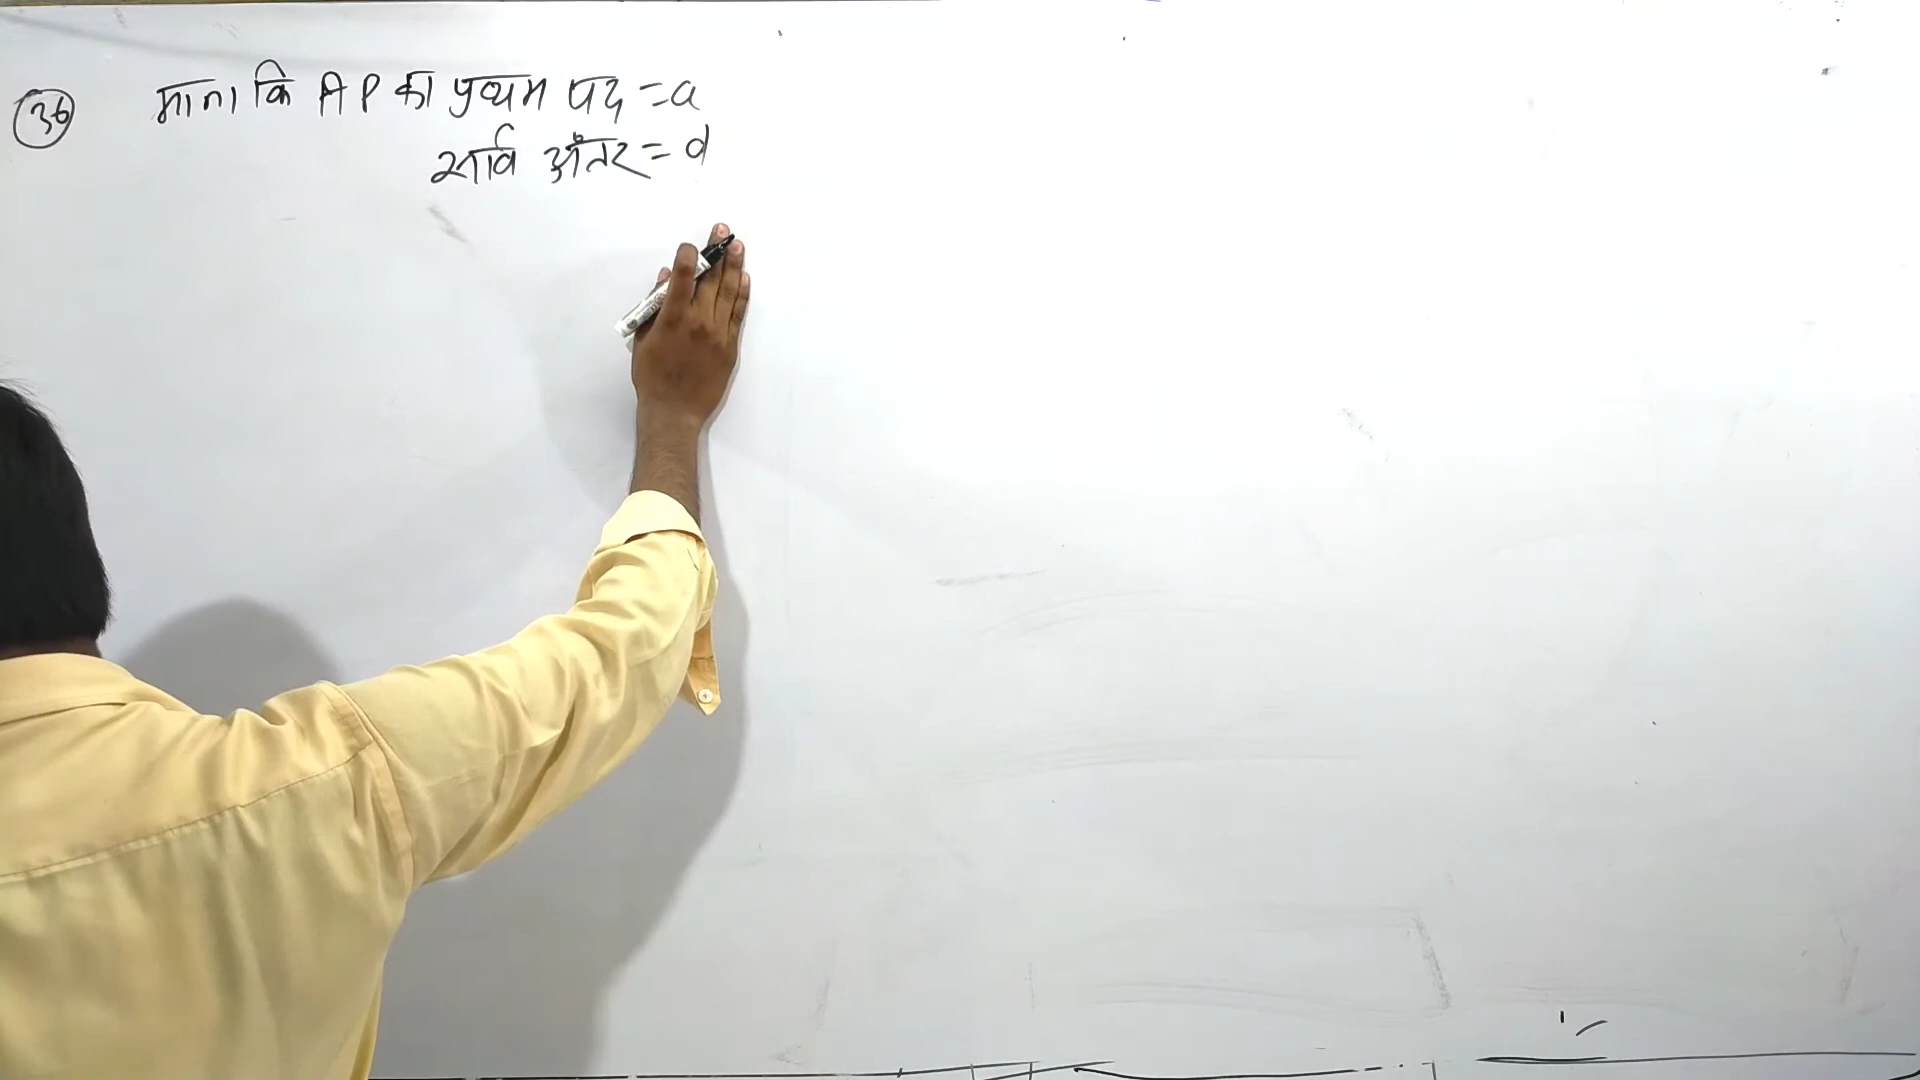 36 माना कि AP का प्रथम पद = a
सार्व अंतर = d